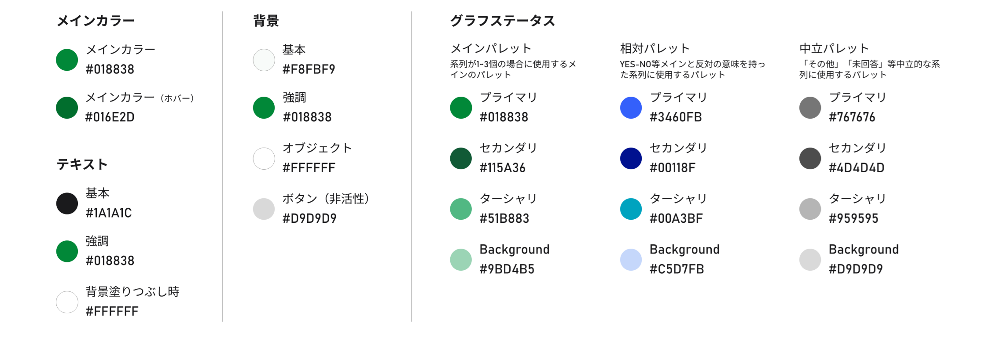 メインカラー
メインカラー
#018838
メインカラー（ホバー）
#016E2D
テキスト
基本
#1A1A1C
強調
#018838
背景塗りつぶし時
#FFFFFF
背景
基本
#F8FBF9
強調
#018838
オブジェクト
#FFFFFF
ボタン（非活性）
#D9D9D9
グラフステータス
メインパレット
系列が1~3個の場合に使用するメ
インのパレット
プライマリ
#018838
セカンダリ
#115A36
ターシャリ
#51B883
Background
#9BD4B5
相対パレット
YES-NO等メインと反対の意味を持っ
た系列に使用するパレット
プライマリ
#3460FB
セカンダリ
#00118F
ターシャリ
#00A3BF
Background
#C5D7FB
中立パレット
「その他」「未回答」等中立的な系
列に使用するパレット
プライマリ
#767676
セカンダリ
#4D4D4D
ターシャリ
#959595
Background
#D9D9D9